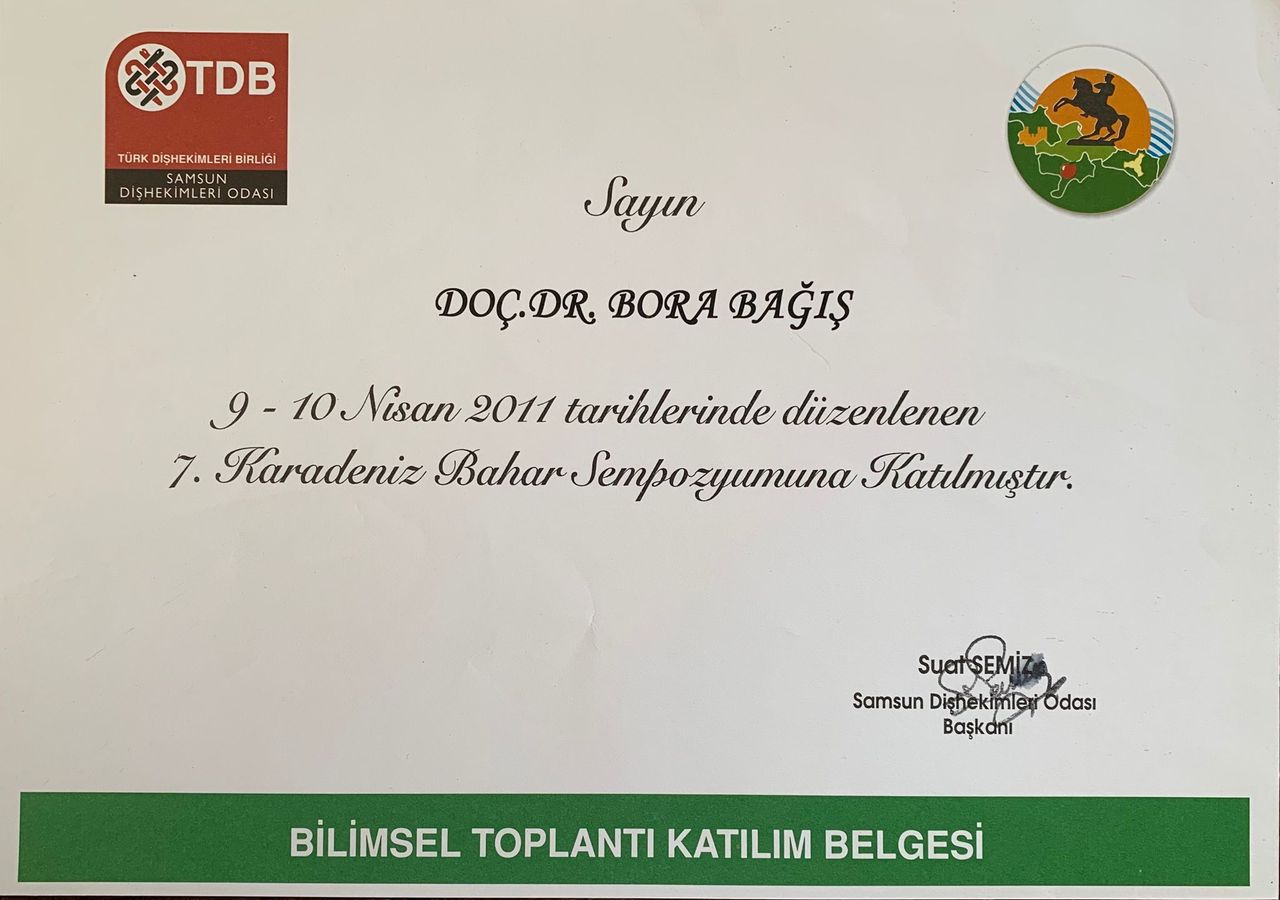 TDB
TÜRK DİŞHEKİMLERİ BİRLİĞİ
SAMSUN
DİŞHEKİMLERİ ODASI
Sayın
DOÇ.DR. BORA BAĞIŞ
9 - 10 Nisan 2011 tarihlerinde düzenlenen
7. Karadeniz Bahar Sempozyumuna Katılmıştır.
Suat SEMİZ
Samsun Dişhekimleri Odası
Başkanı
BİLİMSEL TOPLANTI KATILIM BELGESİ